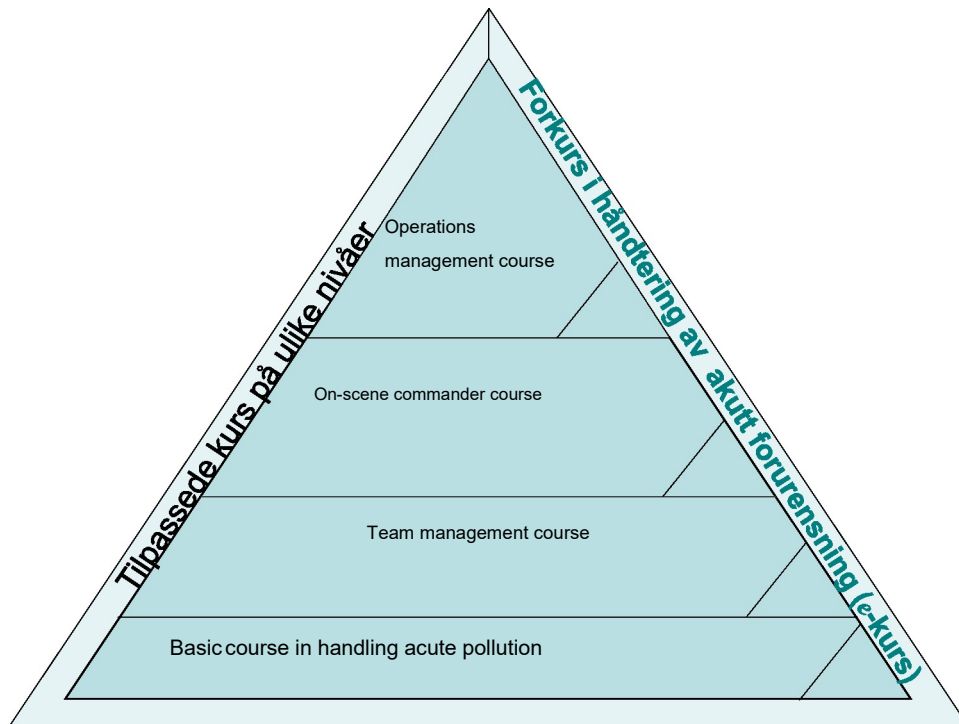 Tilpassede kurs på ulike nivåer
Forkurs i håndtering av akutt forurensning (e-kurs)
Operations
management course
On-scene commander course
Team management course
Basic course in handling acute pollution